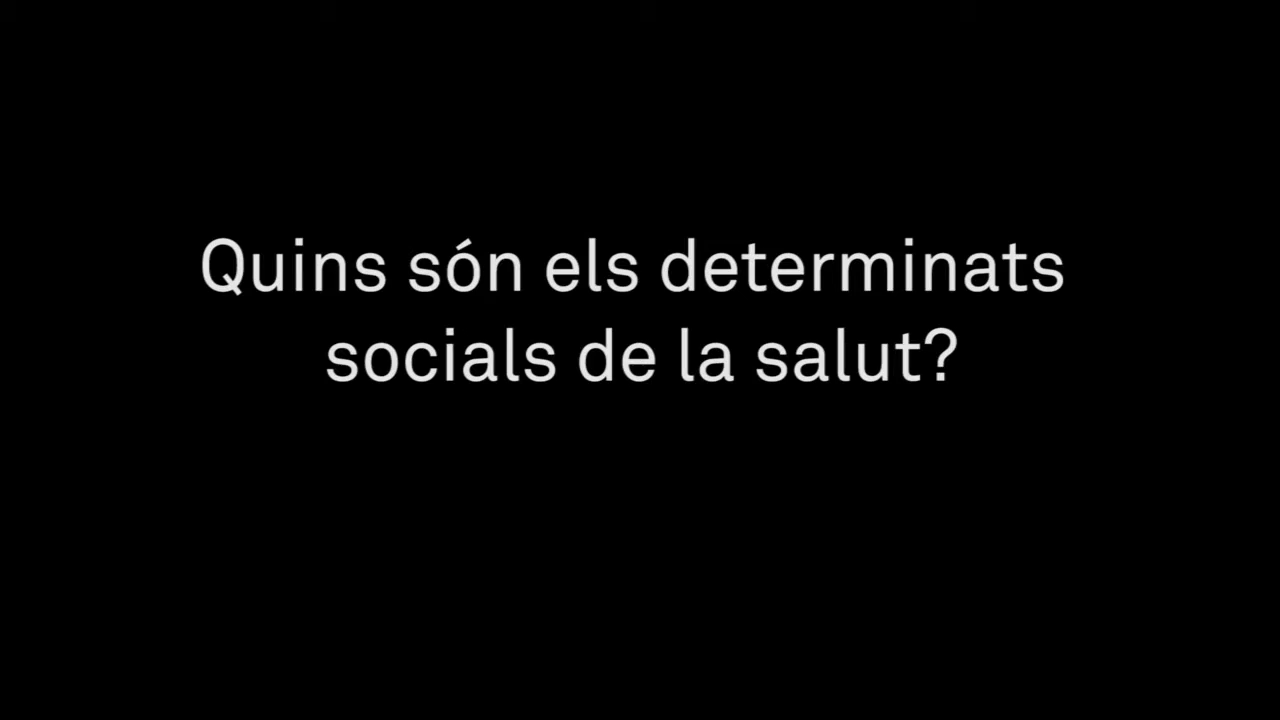 Quins són els determinats
socials de la salut?